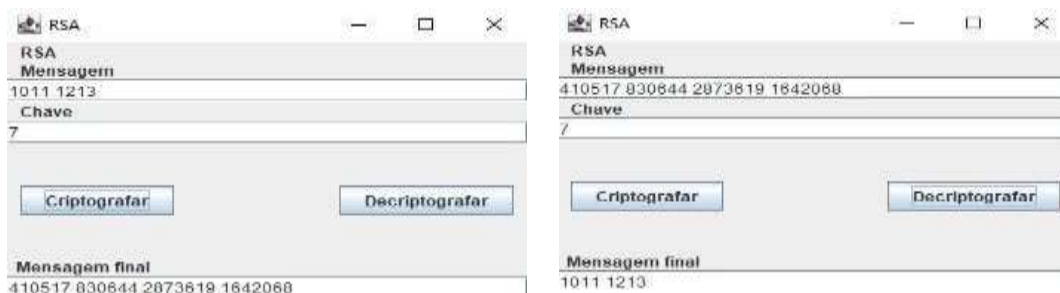 RSA
RSA
Mensagem
1011 1213
Chave
7
Criptografar Decriptografar
Mensagem final
410517 830644 2873619 1642068
RSA
RSA
Mensagem
410517 830644 2873619 1642068
Chave
7
Criptografar Decriptografar
Mensagem final
1011 1213